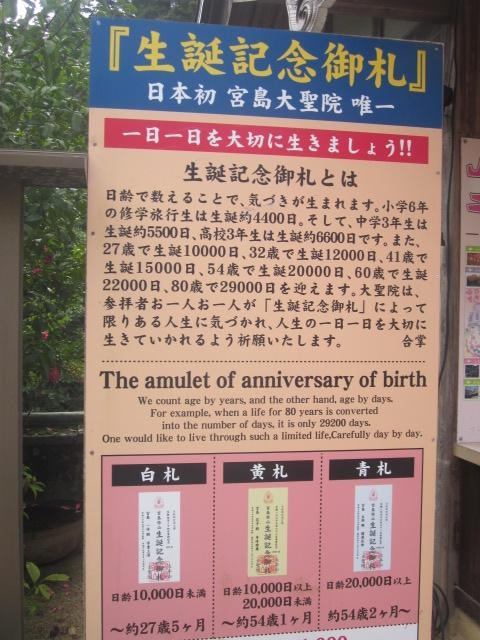 『生誕記念御札』
日本初 宮島大聖院 唯一
一日一日を大切に生きましょう!!
生誕記念御札とは
日齢で数えることで、気づきが生まれます。小学6年
の修学旅行生は生誕約4400日。そして、中学3年生は
生誕約5500日、高校3年生は生誕約6600日です。また、
27歳で生誕10000日、32歳で生誕12000日、41歳で
生誕15000日、54歳で生誕20000日、60歳で生誕
22000日、80歳で29000日を迎えます。大聖院は、
参拝者お一人お一人が「生誕記念御札」によって
限りある人生に気づかれ、人生の一日一日を大切に
生きていかれるよう祈願いたします。 合掌
The amulet of anniversary of birth
We count age by years, and the other hand, age by days.
For example, when a life for 80 years is converted
into the number of days, it is only 29200 days.
One would like to live through such a limited life,Carefully day by day.
白札 黄札 青札
生誕記念御札 生誕記念御札 生誕記念御札
日齢10,000日未満 日齢10,000日以上 日齢20,000日以上
20,000日未満
～約27歳5ヶ月 ～約54歳1ヶ月 約54歳2ヶ月～